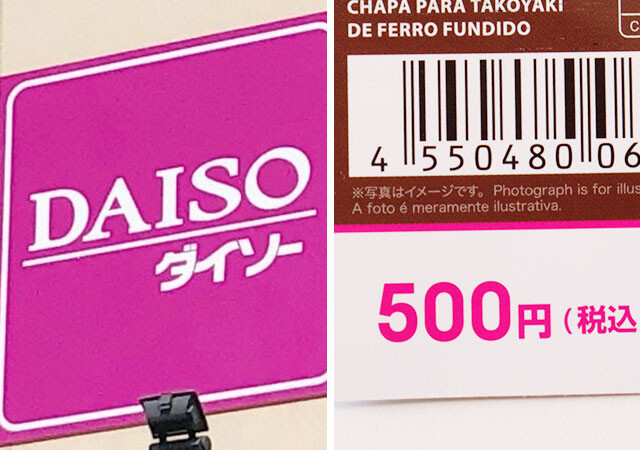 DAISO
ダイソー
CHAPA PARA TAKOYAKI
DE FERRO FUNDIDO
4 550480 06
※写真はイメージです。 Photograph is for illus
A foto é meramente ilustrativa.
500円(税込